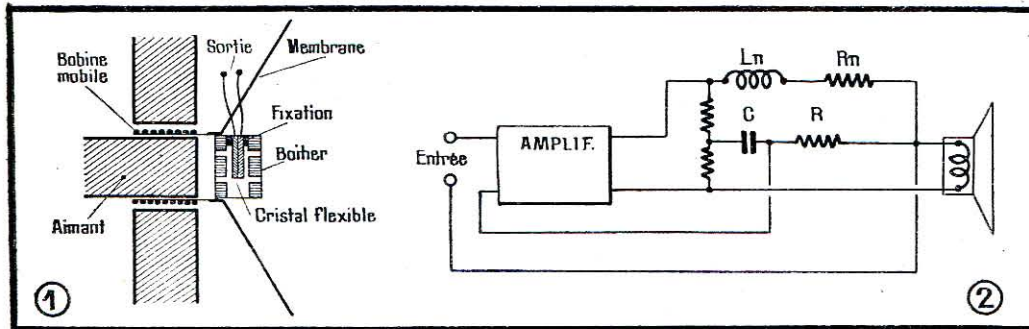 Bobine
mobile
Sortie
Membrane
Fixation
Boîtier
Cristal flexible
Aimant
1
Entrée
AMPLIF.
Ln
Rn
C
R
2